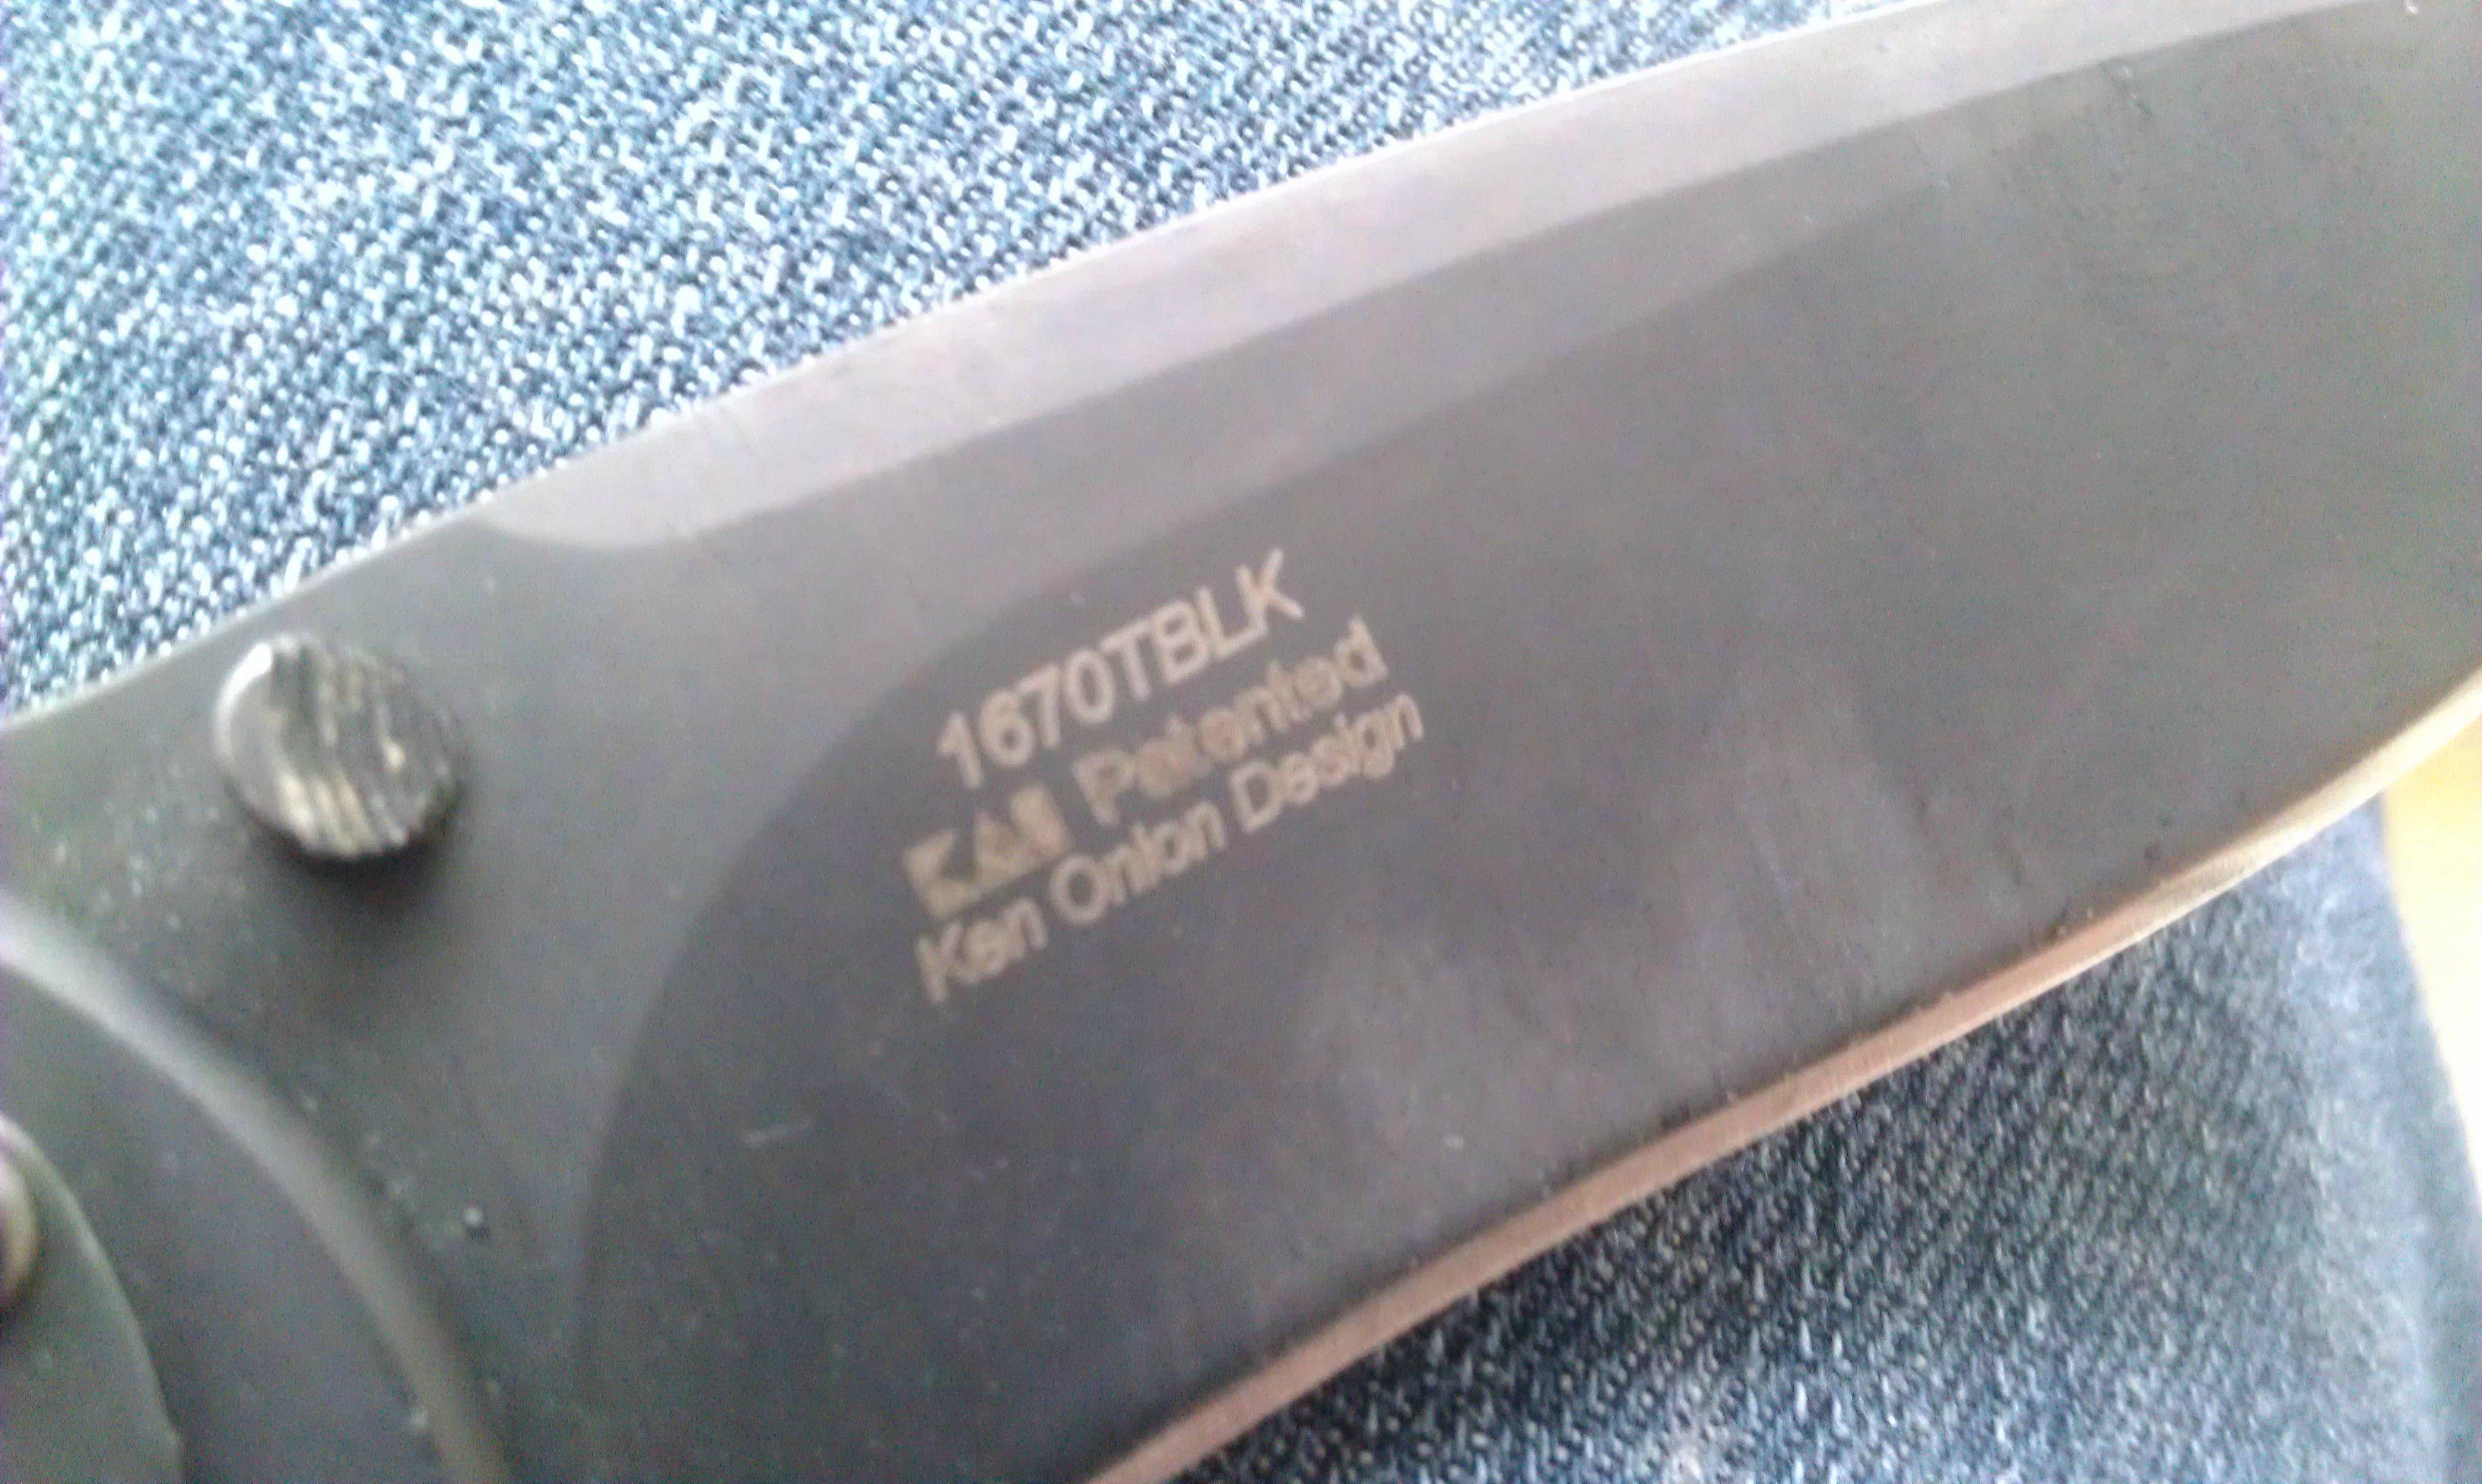 1670TBLK
KAI Patented
Ken Onion Design